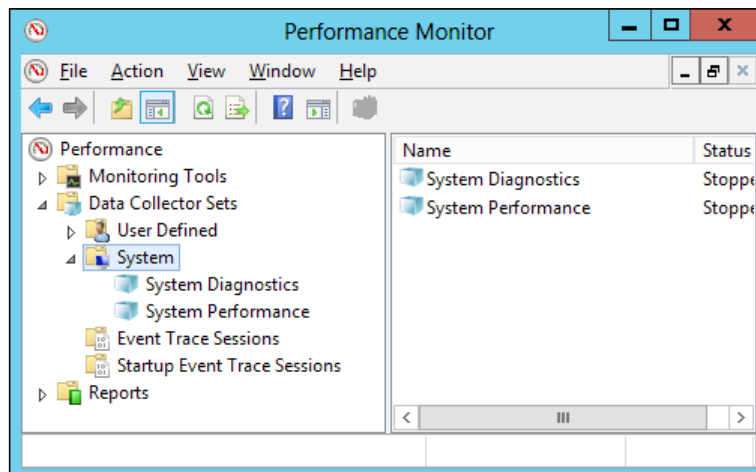 Performance Monitor
File Action View Window Help
Performance
Monitoring Tools
Data Collector Sets
User Defined
System
System Diagnostics
System Performance
Event Trace Sessions
Startup Event Trace Sessions
Reports
Name Status
System Diagnostics Stoppe
System Performance Stoppe